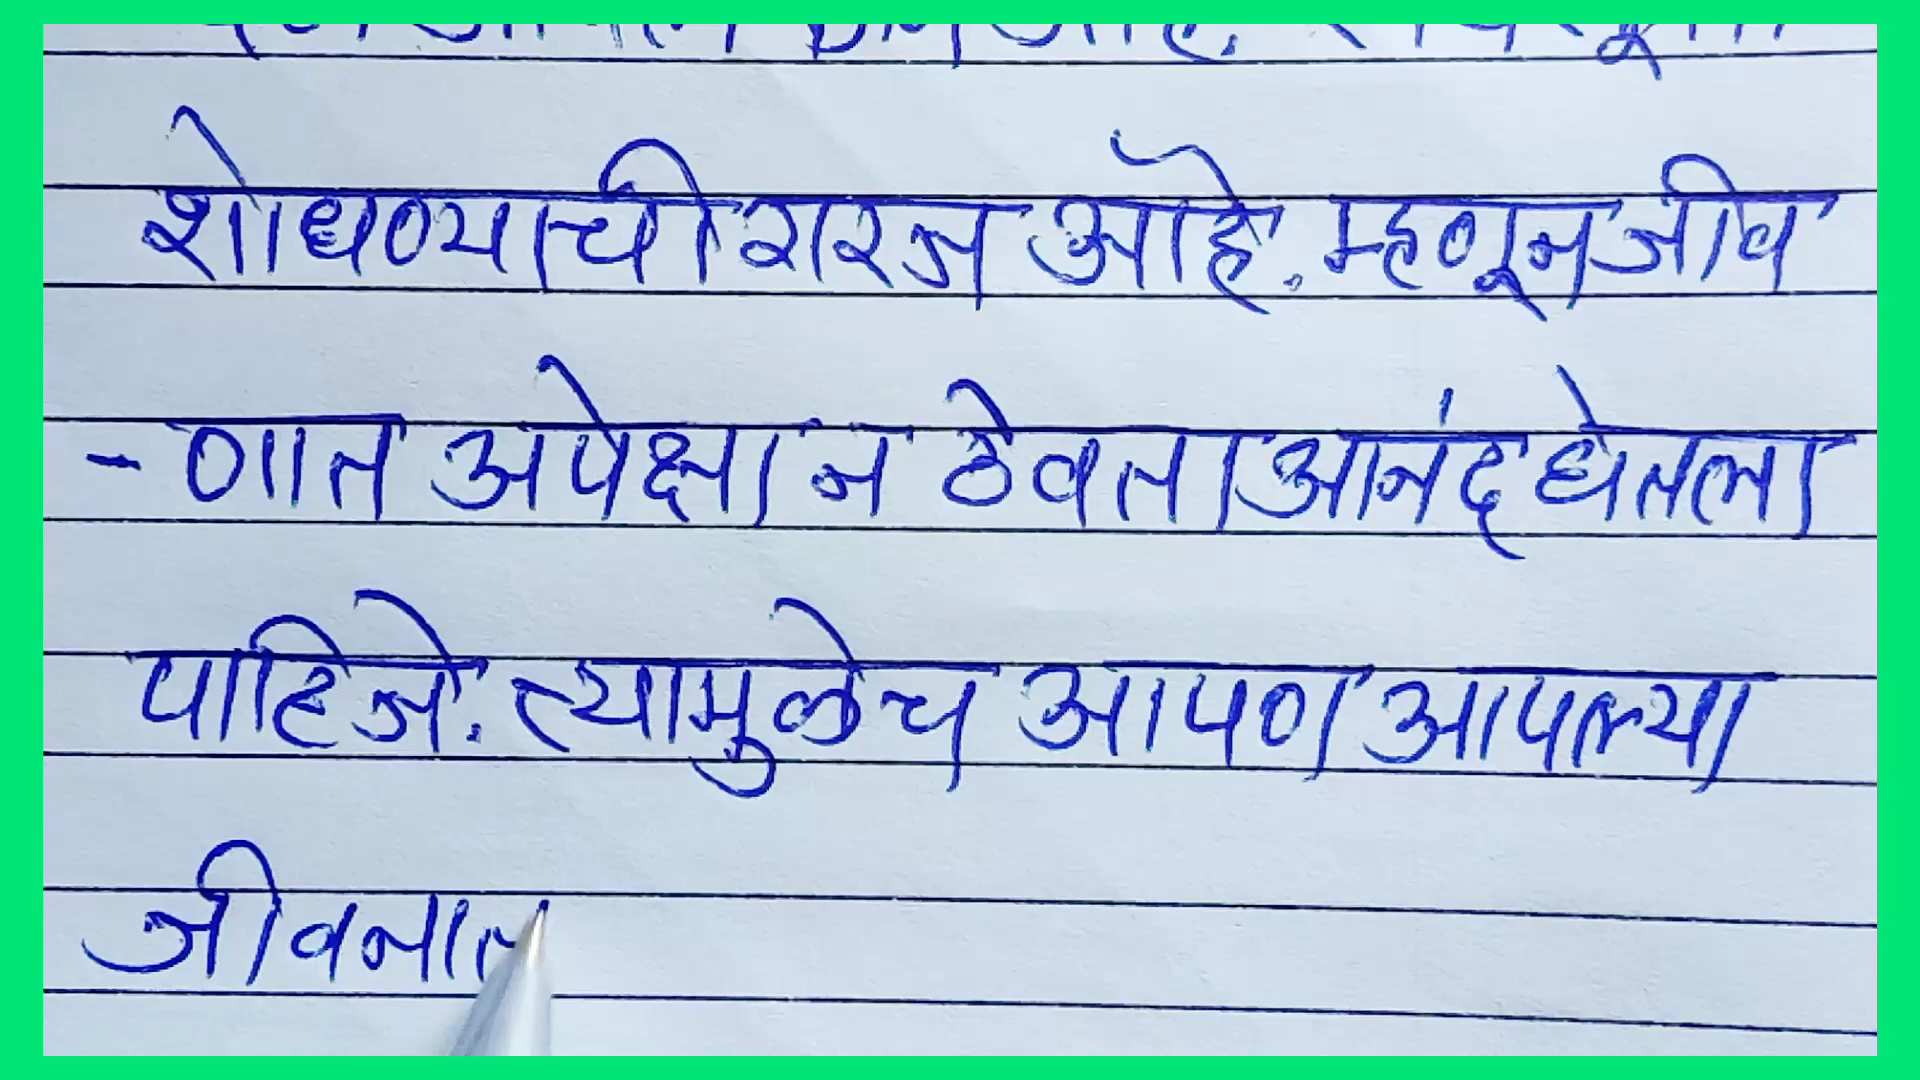 शोधण्याची गरज आहे. म्हणून जीव
-णात अपेक्षा न ठेवता आनंद घेतला
पाहिजे. त्यामुळेच आपण आपल्या
जीवनात